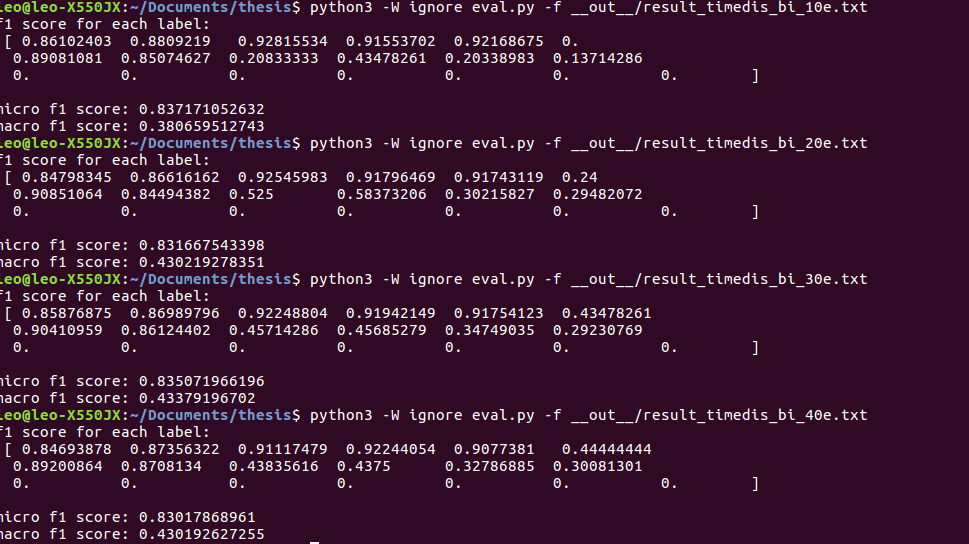 leo@leo-X550JX:~/Documents/thesis$ python3 -W ignore eval.py -f __out__/result_timedis_bi_10e.txt
f1 score for each label:
[ 0.86102403 0.8809219 0.92815534 0.91553702 0.92168675 0.
0.89081081 0.85074627 0.20833333 0.43478261 0.20338983 0.13714286
0. 0. 0. 0. 0. 0. 0. ]
micro f1 score: 0.837171052632
macro f1 score: 0.380659512743
leo@leo-X550JX:~/Documents/thesis$ python3 -W ignore eval.py -f __out__/result_timedis_bi_20e.txt
f1 score for each label:
[ 0.84798345 0.86616162 0.92545983 0.91796469 0.91743119 0.24
0.90851064 0.84494382 0.525 0.58373206 0.30215827 0.29482072
0. 0. 0. 0. 0. 0. 0. ]
micro f1 score: 0.831667543398
macro f1 score: 0.430219278351
leo@leo-X550JX:~/Documents/thesis$ python3 -W ignore eval.py -f __out__/result_timedis_bi_30e.txt
f1 score for each label:
[ 0.85876875 0.86989796 0.92248804 0.91942149 0.91754123 0.43478261
0.90410959 0.86124402 0.45714286 0.45685279 0.34749035 0.29230769
0. 0. 0. 0. 0. 0. 0. ]
micro f1 score: 0.835071966196
macro f1 score: 0.43379196702
leo@leo-X550JX:~/Documents/thesis$ python3 -W ignore eval.py -f __out__/result_timedis_bi_40e.txt
f1 score for each label:
[ 0.84693878 0.87356322 0.91117479 0.92244054 0.9077381 0.44444444
0.89200864 0.8708134 0.43835616 0.4375 0.32786885 0.30081301
0. 0. 0. 0. 0. 0. 0. ]
micro f1 score: 0.83017868961
macro f1 score: 0.430192627255